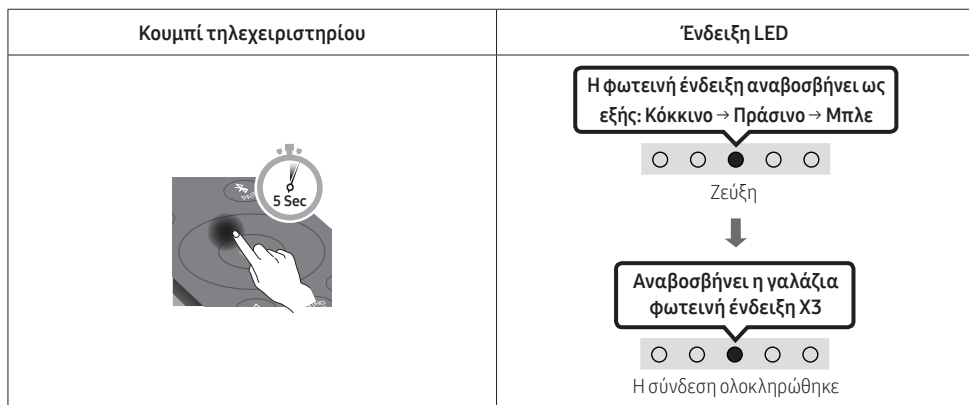 Κουμπί τηλεχειριστηρίου
Ένδειξη LED
5 Sec
Η φωτεινή ένδειξη αναβοσβήνει ως
εξής: Κόκκινο → Πράσινο → Μπλε
Ζεύξη
Αναβοσβήνει η γαλάζια
φωτεινή ένδειξη X3
Η σύνδεση ολοκληρώθηκε